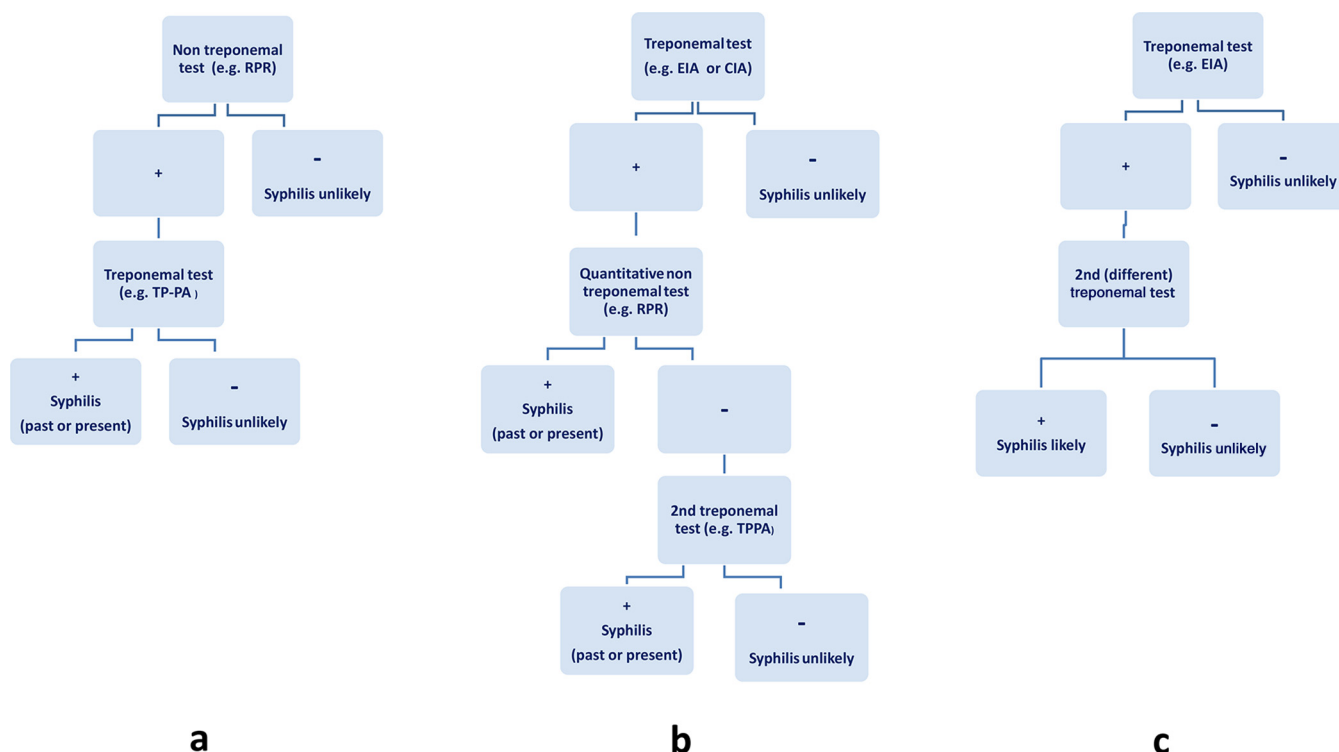 Non treponemal
test (e.g. RPR)
+
-
Syphilis unlikely
Treponemal test
(e.g. TP-PA )
+
Syphilis
(past or present)
-
Syphilis unlikely
a
Treponemal test
(e.g. EIA or CIA)
+
-
Syphilis unlikely
Quantitative non
treponemal test
(e.g. RPR)
+
Syphilis
(past or present)
-
2nd treponemal
test (e.g. TPPA)
+
Syphilis
(past or present)
-
Syphilis unlikely
b
Treponemal test
(e.g. EIA)
+
-
Syphilis unlikely
2nd (different)
treponemal test
+
Syphilis likely
-
Syphilis unlikely
c